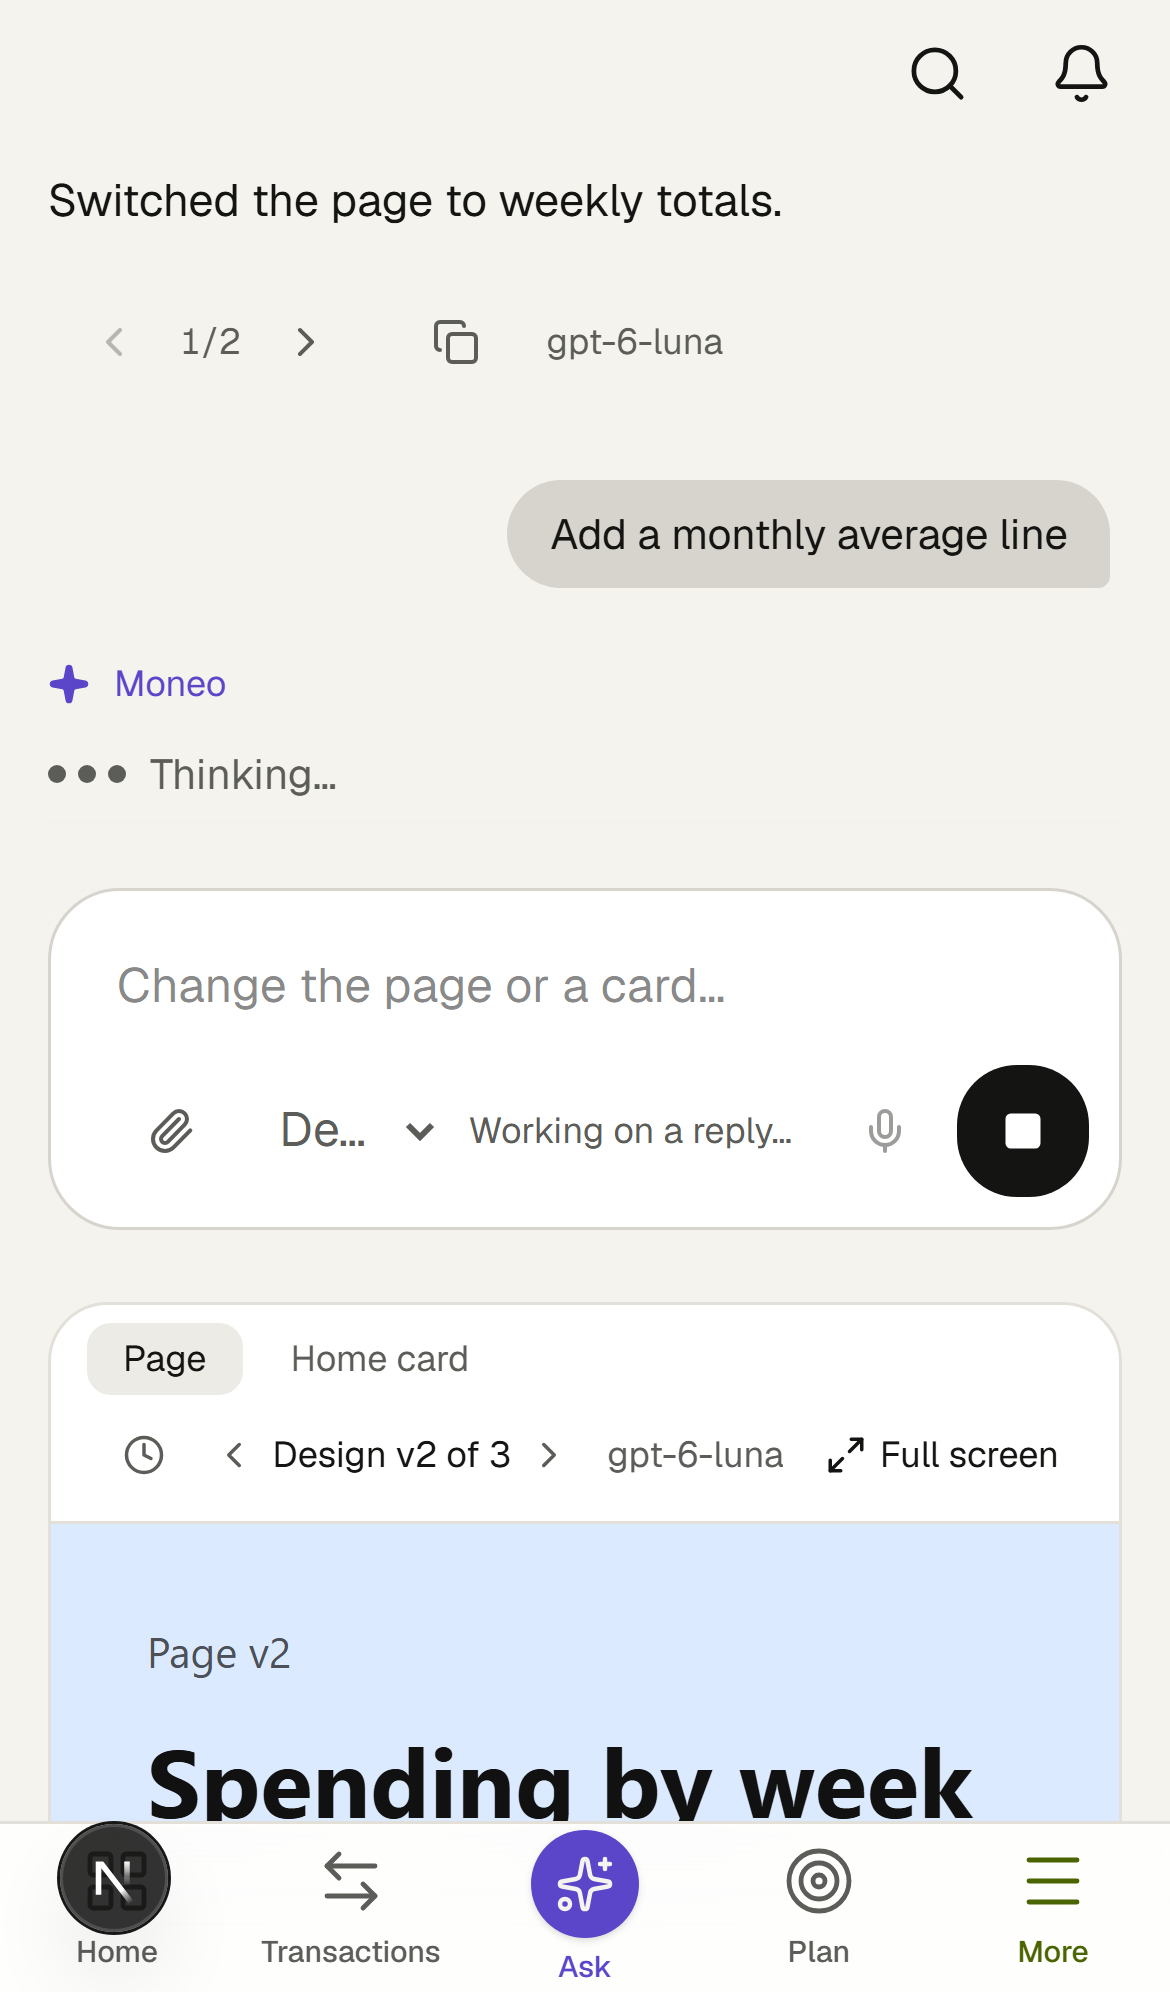 Switched the page to weekly totals.
1/2
gpt-6-luna
Add a monthly average line
Moneo
Thinking...
Change the page or a card...
De...
Working on a reply...
Page
Home card
Design v2 of 3
gpt-6-luna
Full screen
Page v2
Spending by week
N
Home
Transactions
Ask
Plan
More